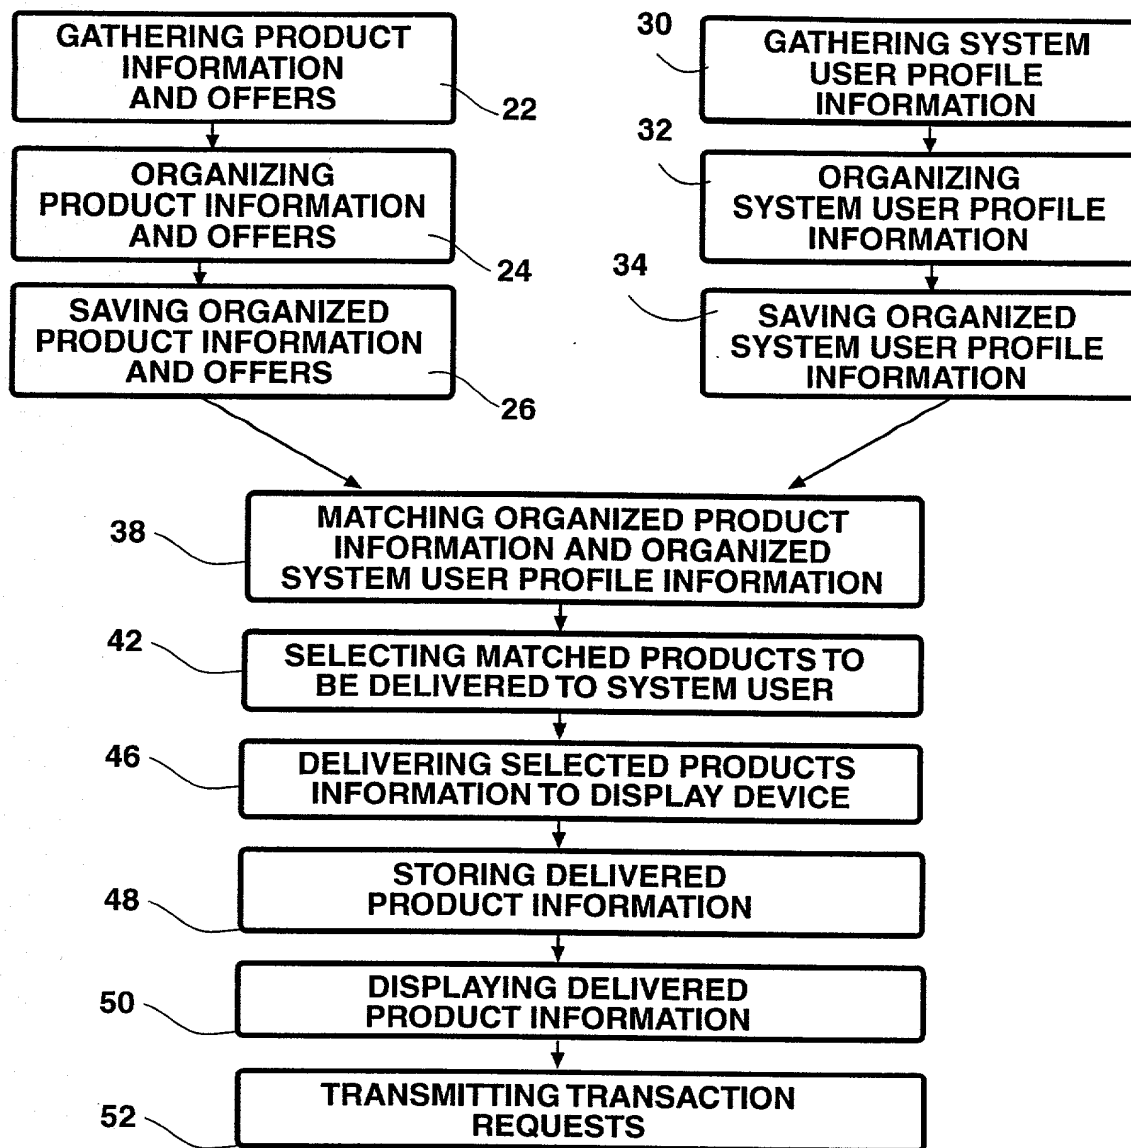 GATHERING PRODUCT
INFORMATION
AND OFFERS
22
ORGANIZING
PRODUCT INFORMATION
AND OFFERS
24
SAVING ORGANIZED
PRODUCT INFORMATION
AND OFFERS
26
30
GATHERING SYSTEM
USER PROFILE
INFORMATION
32
ORGANIZING
SYSTEM USER PROFILE
INFORMATION
34
SAVING ORGANIZED
SYSTEM USER PROFILE
INFORMATION
38
MATCHING ORGANIZED PRODUCT
INFORMATION AND ORGANIZED
SYSTEM USER PROFILE INFORMATION
42
SELECTING MATCHED PRODUCTS TO
BE DELIVERED TO SYSTEM USER
46
DELIVERING SELECTED PRODUCTS
INFORMATION TO DISPLAY DEVICE
48
STORING DELIVERED
PRODUCT INFORMATION
50
DISPLAYING DELIVERED
PRODUCT INFORMATION
52
TRANSMITTING TRANSACTION
REQUESTS